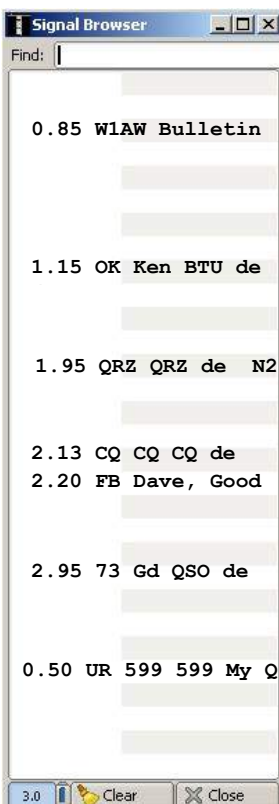 Signal Browser
Find:
0.85 W1AW Bulletin
1.15 OK Ken BTU de
1.95 QRZ QRZ de N2
2.13 CQ CQ CQ de
2.20 FB Dave, Good
2.95 73 Gd QSO de
0.50 UR 599 599 My Q
3.0 Clear Close